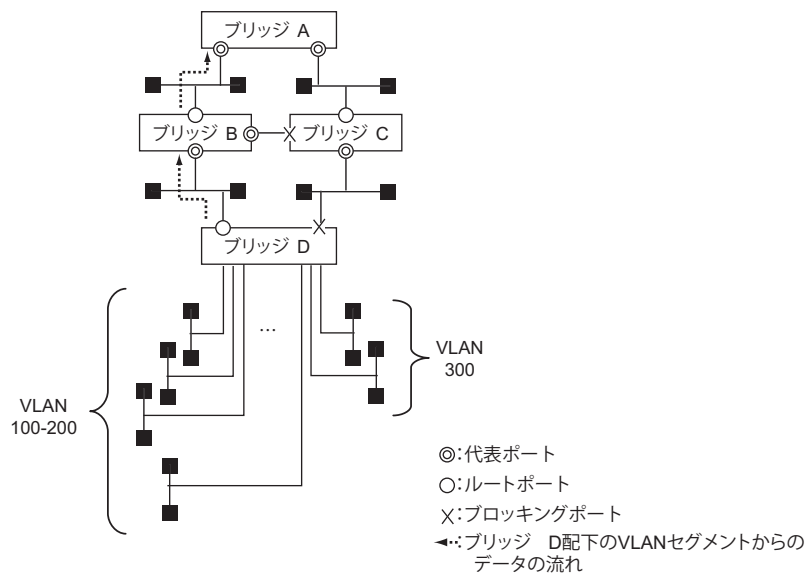 ブリッジ A
ブリッジ B
ブリッジ C
ブリッジ D
…
VLAN
300
VLAN
100-200
◎:代表ポート
○:ルートポート
×:ブロッキングポート
:ブリッジ D配下のVLANセグメントからの
データの流れ